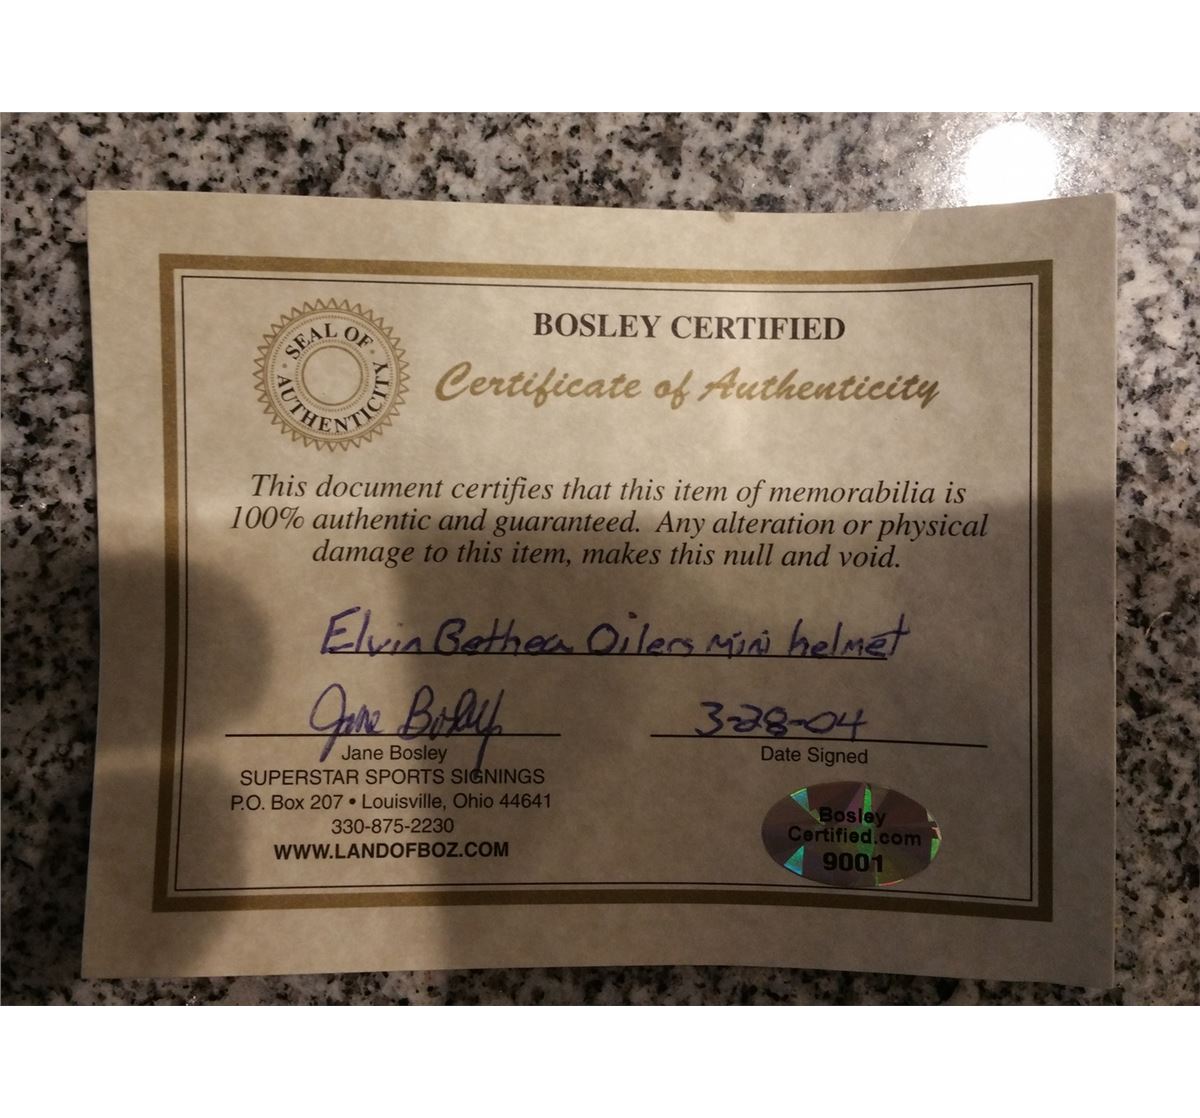 SEAL OF AUTHENTICITY
BOSLEY CERTIFIED
Certificate of Authenticity
This document certifies that this item of memorabilia is
100% authentic and guaranteed. Any alteration or physical
damage to this item, makes this null and void.
Elvin Bethea Oilers mini helmet
Jane Bosley
3-28-04
Jane Bosley
Date Signed
SUPERSTAR SPORTS SIGNINGS
P.O. Box 207 • Louisville, Ohio 44641
330-875-2230
WWW.LANDOFBOZ.COM
Bosley
Certified.com
9001